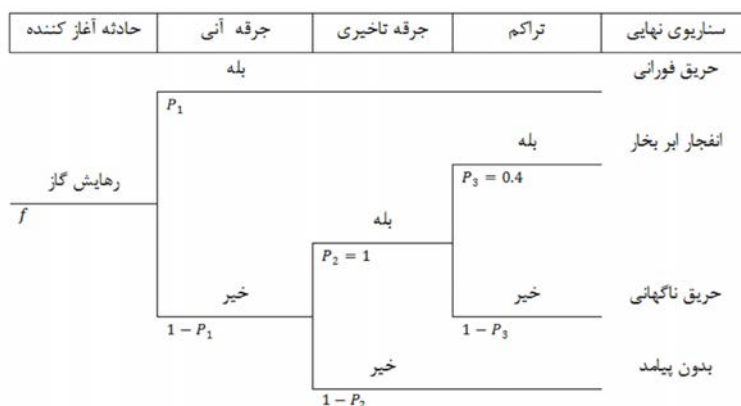 حادثه آغاز کننده
جرقه آنی
جرقه تاخیری
تراکم
سناریوی نهایی
بله
حریق فورانی
P₁
بله
انفجار ابر بخار
P₃ = 0.4
رهایش گاز
f
بله
P₂ = 1
خیر
خیر
حریق ناگهانی
1 − P₁
1 − P₃
خیر
بدون پیامد
1 − P₂